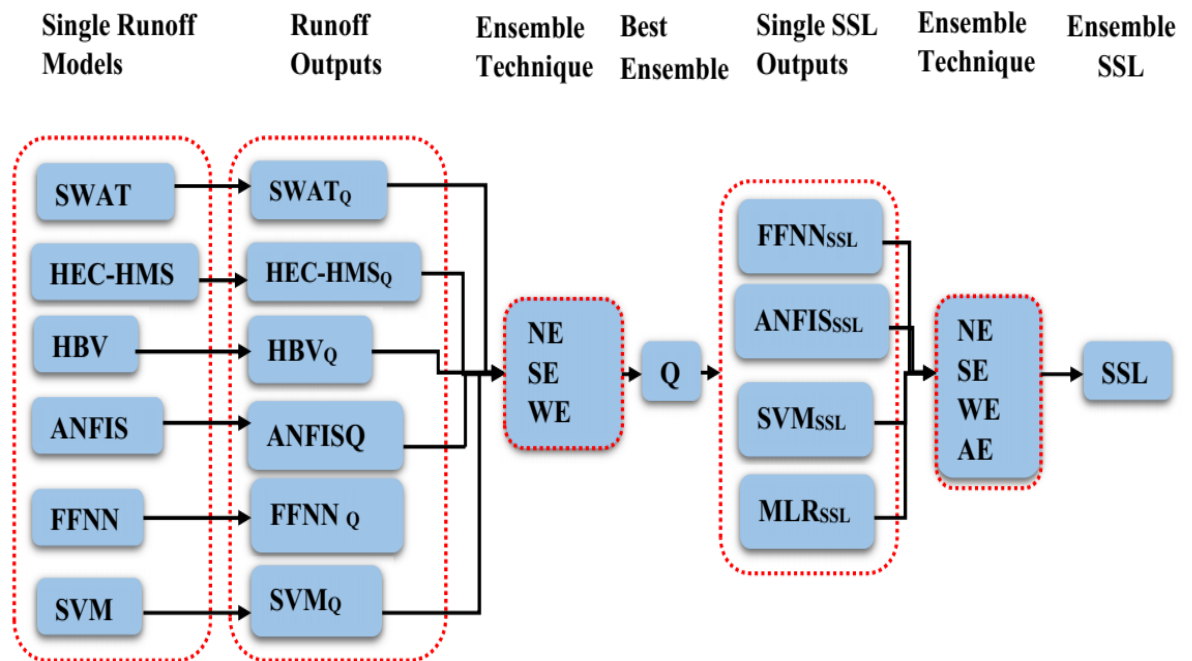 Single Runoff
Models
Runoff
Outputs
Ensemble
Technique
Best
Ensemble
Single SSL
Outputs
Ensemble
Technique
Ensemble
SSL
SWAT
HEC-HMS
HBV
ANFIS
FFNN
SVM
SWATQ
HEC-HMSQ
HBVQ
ANFISQ
FFNN Q
SVMQ
NE
SE
WE
Q
FFNNSSL
ANFISSSL
SVMSSL
MLRSSL
NE
SE
WE
AE
SSL